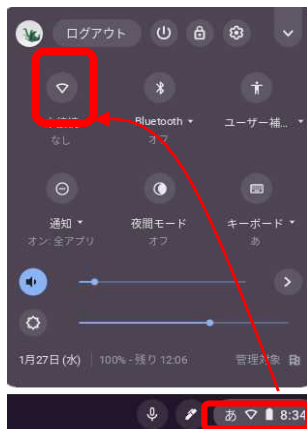 ログアウト
Bluetooth
ユーザー補...
なし
オフ
通知
夜間モード
キーボード
オン: 全アプリ
オフ
あ
1月27日 (水)
100% - 残り 12:06
管理対象
あ
8:34